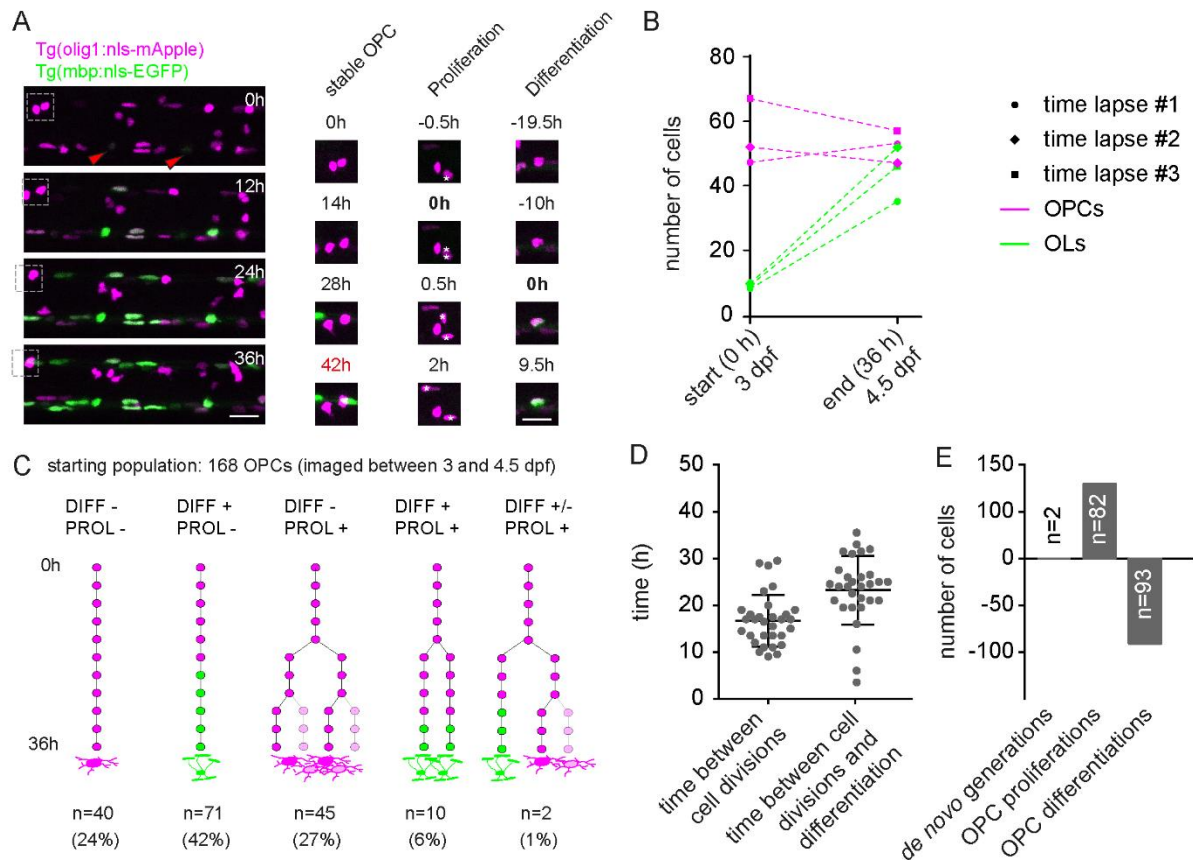 A
Tg(olig1:nls-mApple)
Tg(mbp:nls-EGFP)
0h
12h
24h
36h
stable OPC
Proliferation
Differentiation
0h
-0.5h
-19.5h
14h
0h
-10h
28h
0.5h
0h
42h
2h
9.5h
B
number of cells
80
60
40
20
0
start (0 h)
3 dpf
end (36 h)
4.5 dpf
time lapse #1
time lapse #2
time lapse #3
OPCs
OLs
C
starting population: 168 OPCs (imaged between 3 and 4.5 dpf)
DIFF -
PROL -
DIFF +
PROL -
DIFF -
PROL +
DIFF +
PROL +
DIFF +/-
PROL +
0h
36h
n=40
(24%)
n=71
(42%)
n=45
(27%)
n=10
(6%)
n=2
(1%)
D
time (h)
50
40
30
20
10
0
time between
cell divisions
time between cell
divisions and
differentiation
E
number of cells
150
100
0
-50
-100
n=2
n=82
n=93
de novo generations
OPC proliferations
OPC differentiations